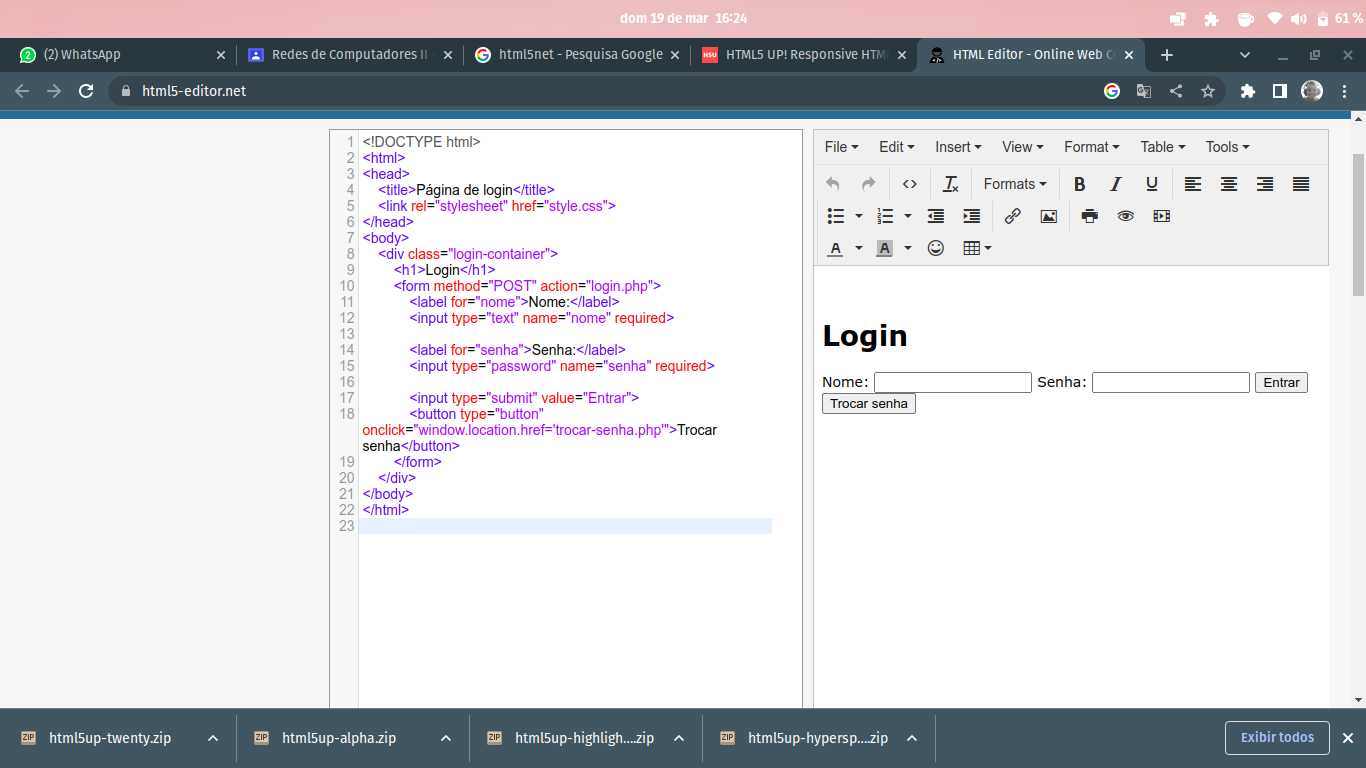 dom 19 de mar 16:24
61 %
(2) WhatsApp
Redes de Computadores II
html5net - Pesquisa Google
HTML5 UP! Responsive HTM
HTML Editor - Online Web C
html5-editor.net
File Edit Insert View Format Table Tools
Formats B I U
A A
1 <!DOCTYPE html>
2 <html>
3 <head>
4 <title>Página de login</title>
5 <link rel="stylesheet" href="style.css">
6 </head>
7 <body>
8 <div class="login-container">
9 <h1>Login</h1>
10 <form method="POST" action="login.php">
11 <label for="nome">Nome:</label>
12 <input type="text" name="nome" required>
13
14 <label for="senha">Senha:</label>
15 <input type="password" name="senha" required>
16
17 <input type="submit" value="Entrar">
18 <button type="button"
onclick="window.location.href='trocar-senha.php'">Trocar
senha</button>
19 </form>
20 </div>
21 </body>
22 </html>
23
Login
Nome: Senha: Entrar
Trocar senha
ZIP html5up-twenty.zip
ZIP html5up-alpha.zip
ZIP html5up-highligh....zip
ZIP html5up-hypersp....zip
Exibir todos